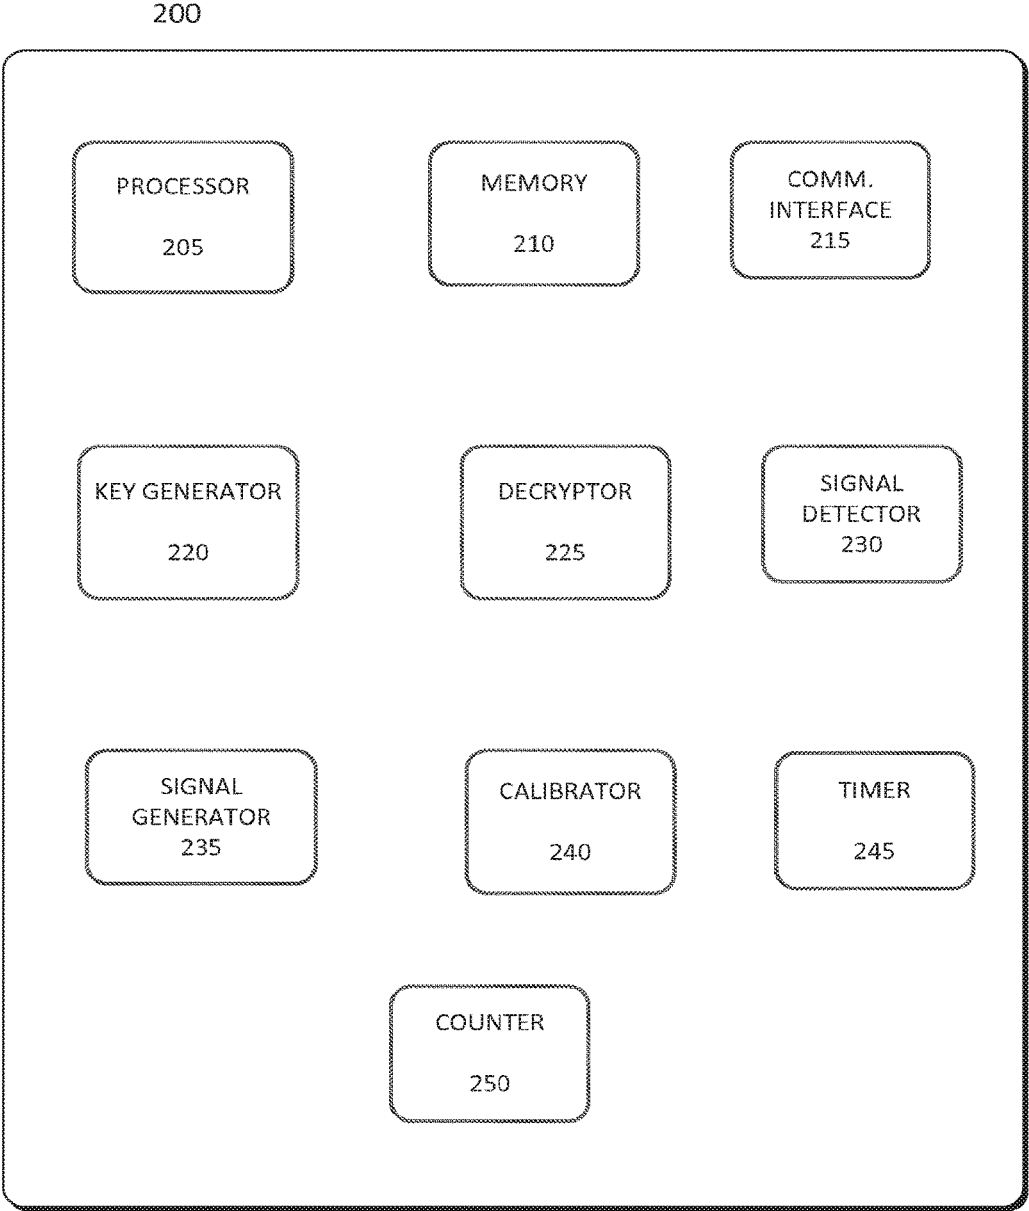 200
PROCESSOR
205
MEMORY
210
COMM.
INTERFACE
215
KEY GENERATOR
220
DECRYPTOR
225
SIGNAL
DETECTOR
230
SIGNAL
GENERATOR
235
CALIBRATOR
240
TIMER
245
COUNTER
250